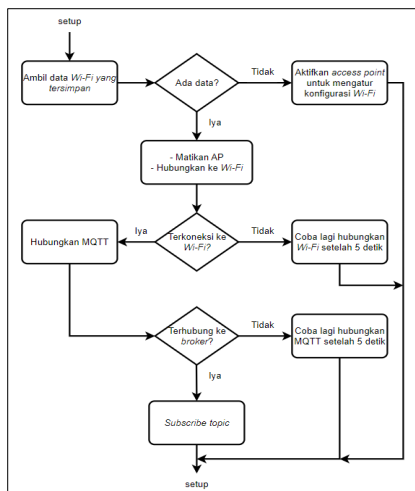 setup
Ambil data Wi-Fi yang
tersimpan
Ada data?
Tidak
Aktifkan access point
untuk mengatur
konfigurasi Wi-Fi
Iya
- Matikan AP
- Hubungkan ke Wi-Fi
Hubungkan MQTT
Iya
Terkoneksi ke
Wi-Fi?
Tidak
Coba lagi hubungkan
Wi-Fi setelah 5 detik
Terhubung ke
broker?
Tidak
Coba lagi hubungkan
MQTT setelah 5 detik
Iya
Subscribe topic
setup